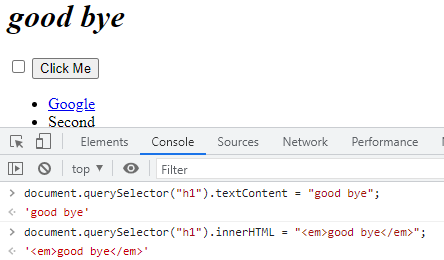 good bye
Click Me
Google
Second
Elements Console Sources Network Performance
top Filter
> document.querySelector("h1").textContent = "good bye";
'good bye'
> document.querySelector("h1").innerHTML = "<em>good bye</em>";
'<em>good bye</em>'